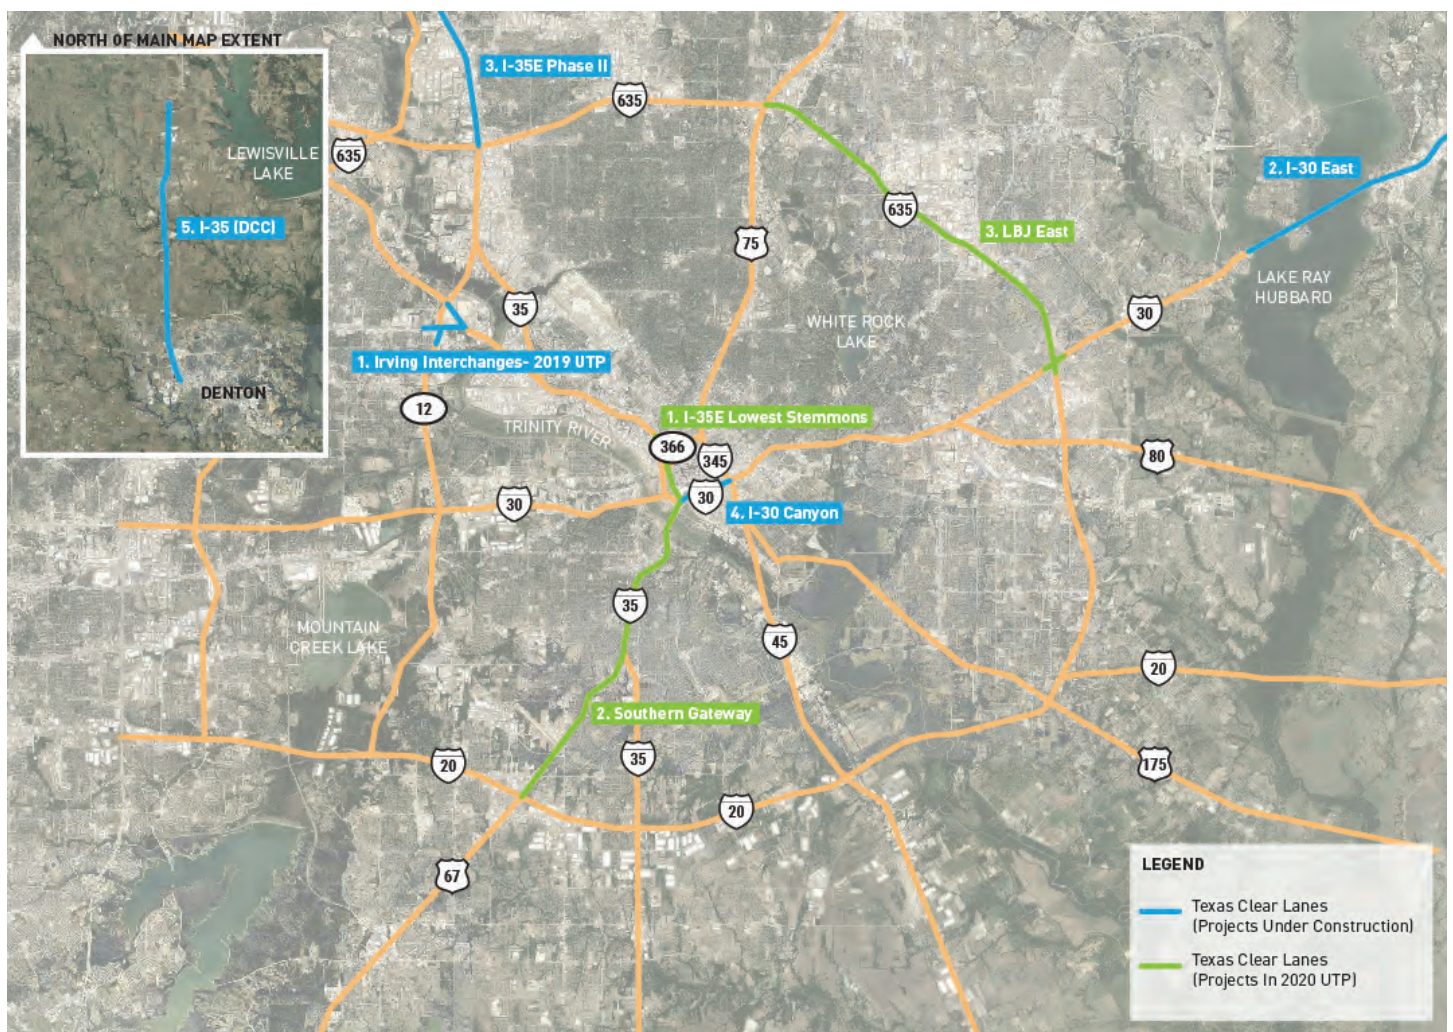 NORTH OF MAIN MAP EXTENT
LEWISVILLE
LAKE
5. I-35 (DCC)
DENTON
3. I-35E Phase II
635
635
635
2. I-30 East
3. LBJ East
75
LAKE RAY
HUBBARD
30
35
WHITE ROCK
LAKE
1. Irving Interchanges- 2019 UTP
12
TRINITY RIVER
1. I-35E Lowest Stemmons
366
345
80
30
30
4. I-30 Canyon
35
MOUNTAIN
CREEK LAKE
45
20
2. Southern Gateway
20
35
175
20
67
LEGEND
Texas Clear Lanes
(Projects Under Construction)
Texas Clear Lanes
(Projects In 2020 UTP)